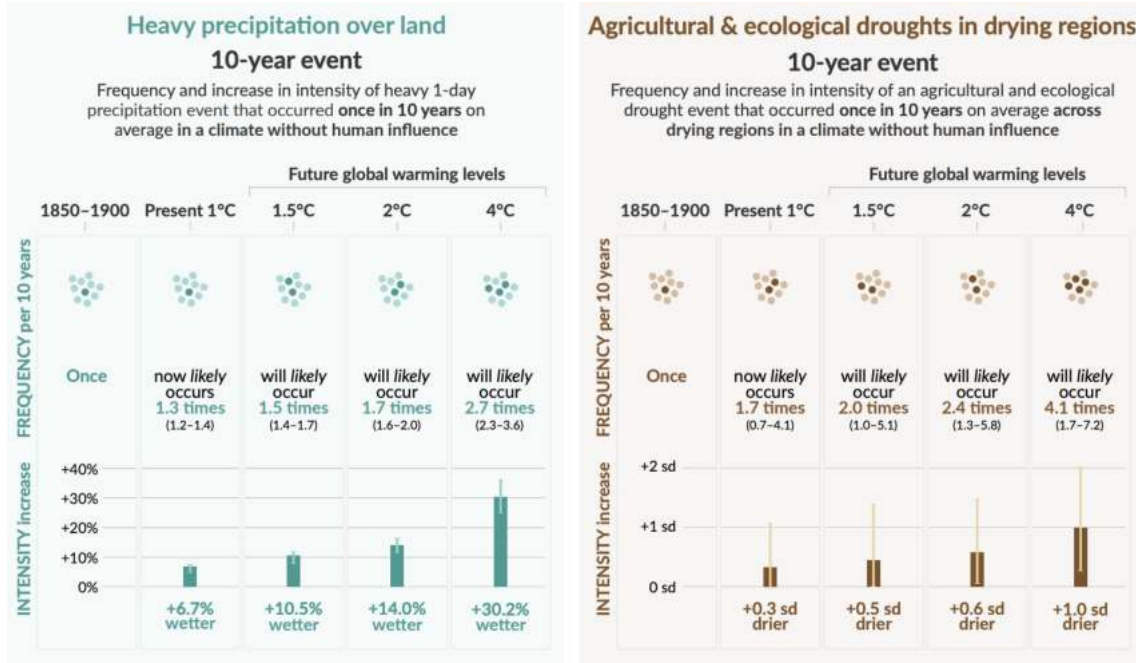 Heavy precipitation over land
10-year event
Frequency and increase in intensity of heavy 1-day
precipitation event that occurred once in 10 years on
average in a climate without human influence
Future global warming levels
1850–1900 Present 1°C 1.5°C 2°C 4°C
FREQUENCY per 10 years
Once
now likely occurs 1.3 times (1.2–1.4)
will likely occur 1.5 times (1.4–1.7)
will likely occur 1.7 times (1.6–2.0)
will likely occur 2.7 times (2.3–3.6)
INTENSITY increase
+40%
+30%
+20%
+10%
0%
+6.7% wetter
+10.5% wetter
+14.0% wetter
+30.2% wetter
Agricultural & ecological droughts in drying regions
10-year event
Frequency and increase in intensity of an agricultural and ecological
drought event that occurred once in 10 years on average across
drying regions in a climate without human influence
Future global warming levels
1850–1900 Present 1°C 1.5°C 2°C 4°C
FREQUENCY per 10 years
Once
now likely occurs 1.7 times (0.7–4.1)
will likely occur 2.0 times (1.0–5.1)
will likely occur 2.4 times (1.3–5.8)
will likely occur 4.1 times (1.7–7.2)
INTENSITY increase
+2 sd
+1 sd
0 sd
+0.3 sd drier
+0.5 sd drier
+0.6 sd drier
+1.0 sd drier